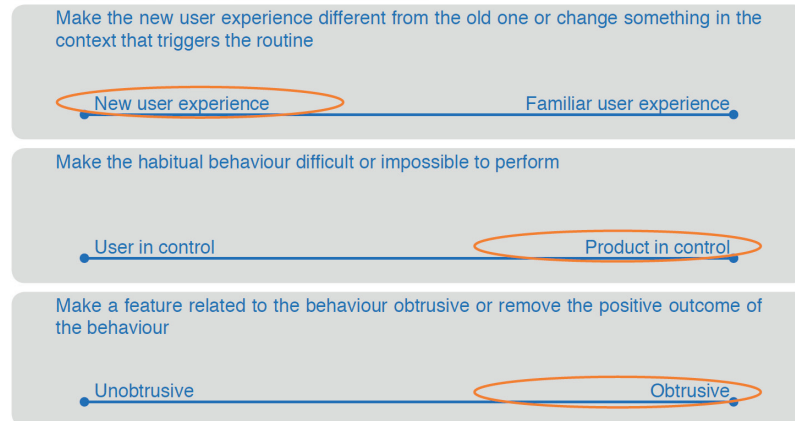 Make the new user experience different from the old one or change something in the
context that triggers the routine
New user experience
Familiar user experience
Make the habitual behaviour difficult or impossible to perform
User in control
Product in control
Make a feature related to the behaviour obtrusive or remove the positive outcome of
the behaviour
Unobtrusive
Obtrusive